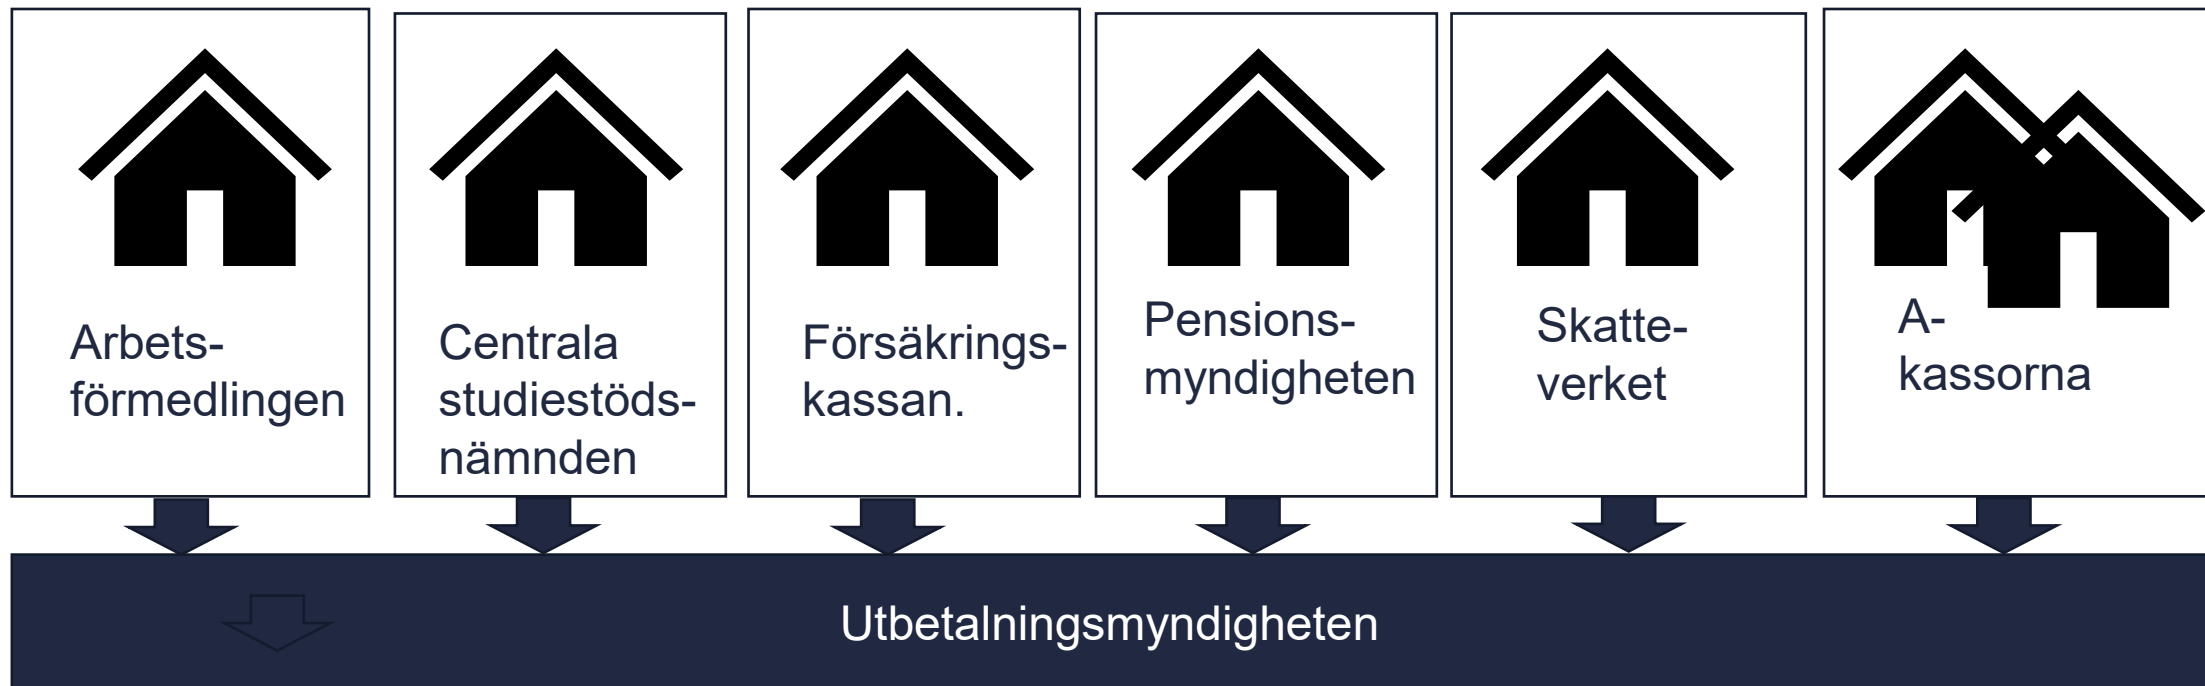 Arbets-
förmedlingen
Centrala
studiestöds-
nämnden
Försäkrings-
kassan.
Pensions-
myndigheten
Skatte-
verket
A-
kassorna
Utbetalningsmyndigheten